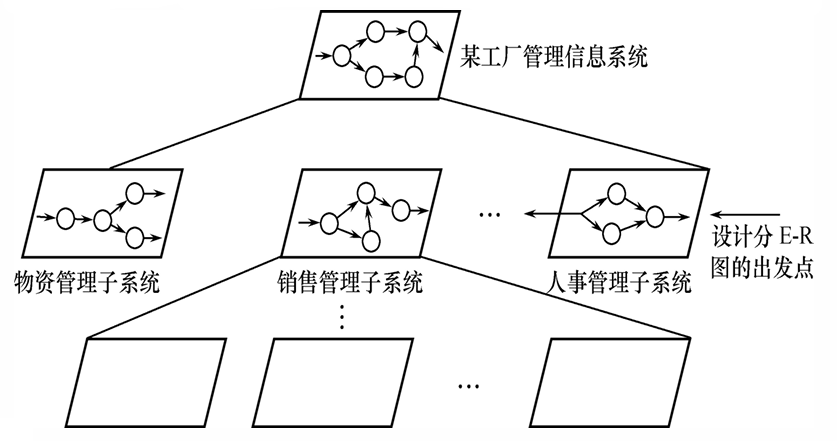 某工厂管理信息系统
…
设计分 E-R
图的出发点
物资管理子系统
销售管理子系统
人事管理子系统
⋮
…